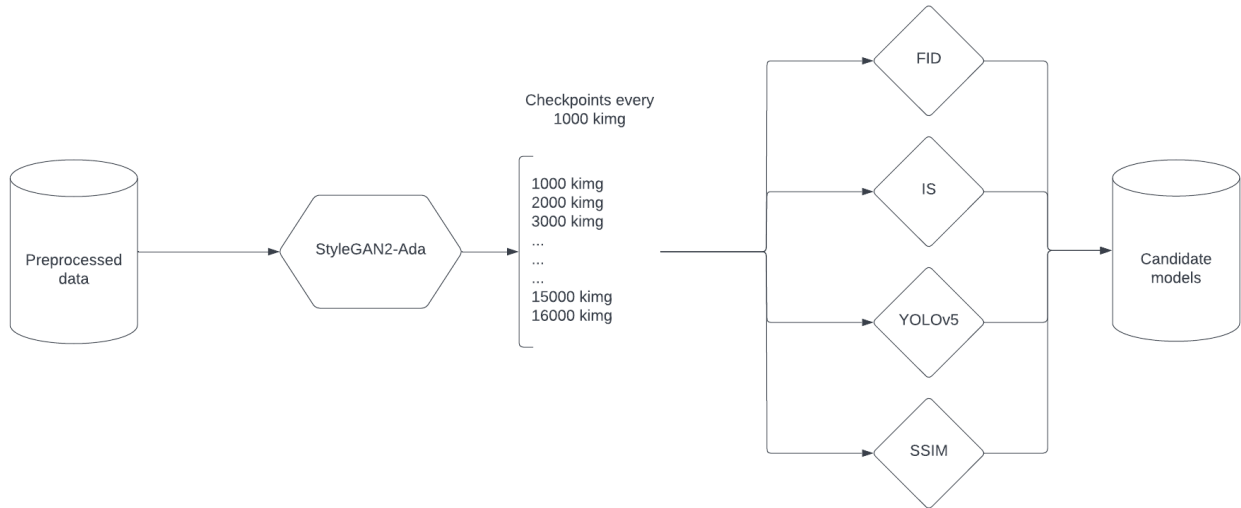 Preprocessed
data
StyleGAN2-Ada
Checkpoints every
1000 kimg
1000 kimg
2000 kimg
3000 kimg
...
...
...
15000 kimg
16000 kimg
FID
IS
YOLOv5
SSIM
Candidate
models